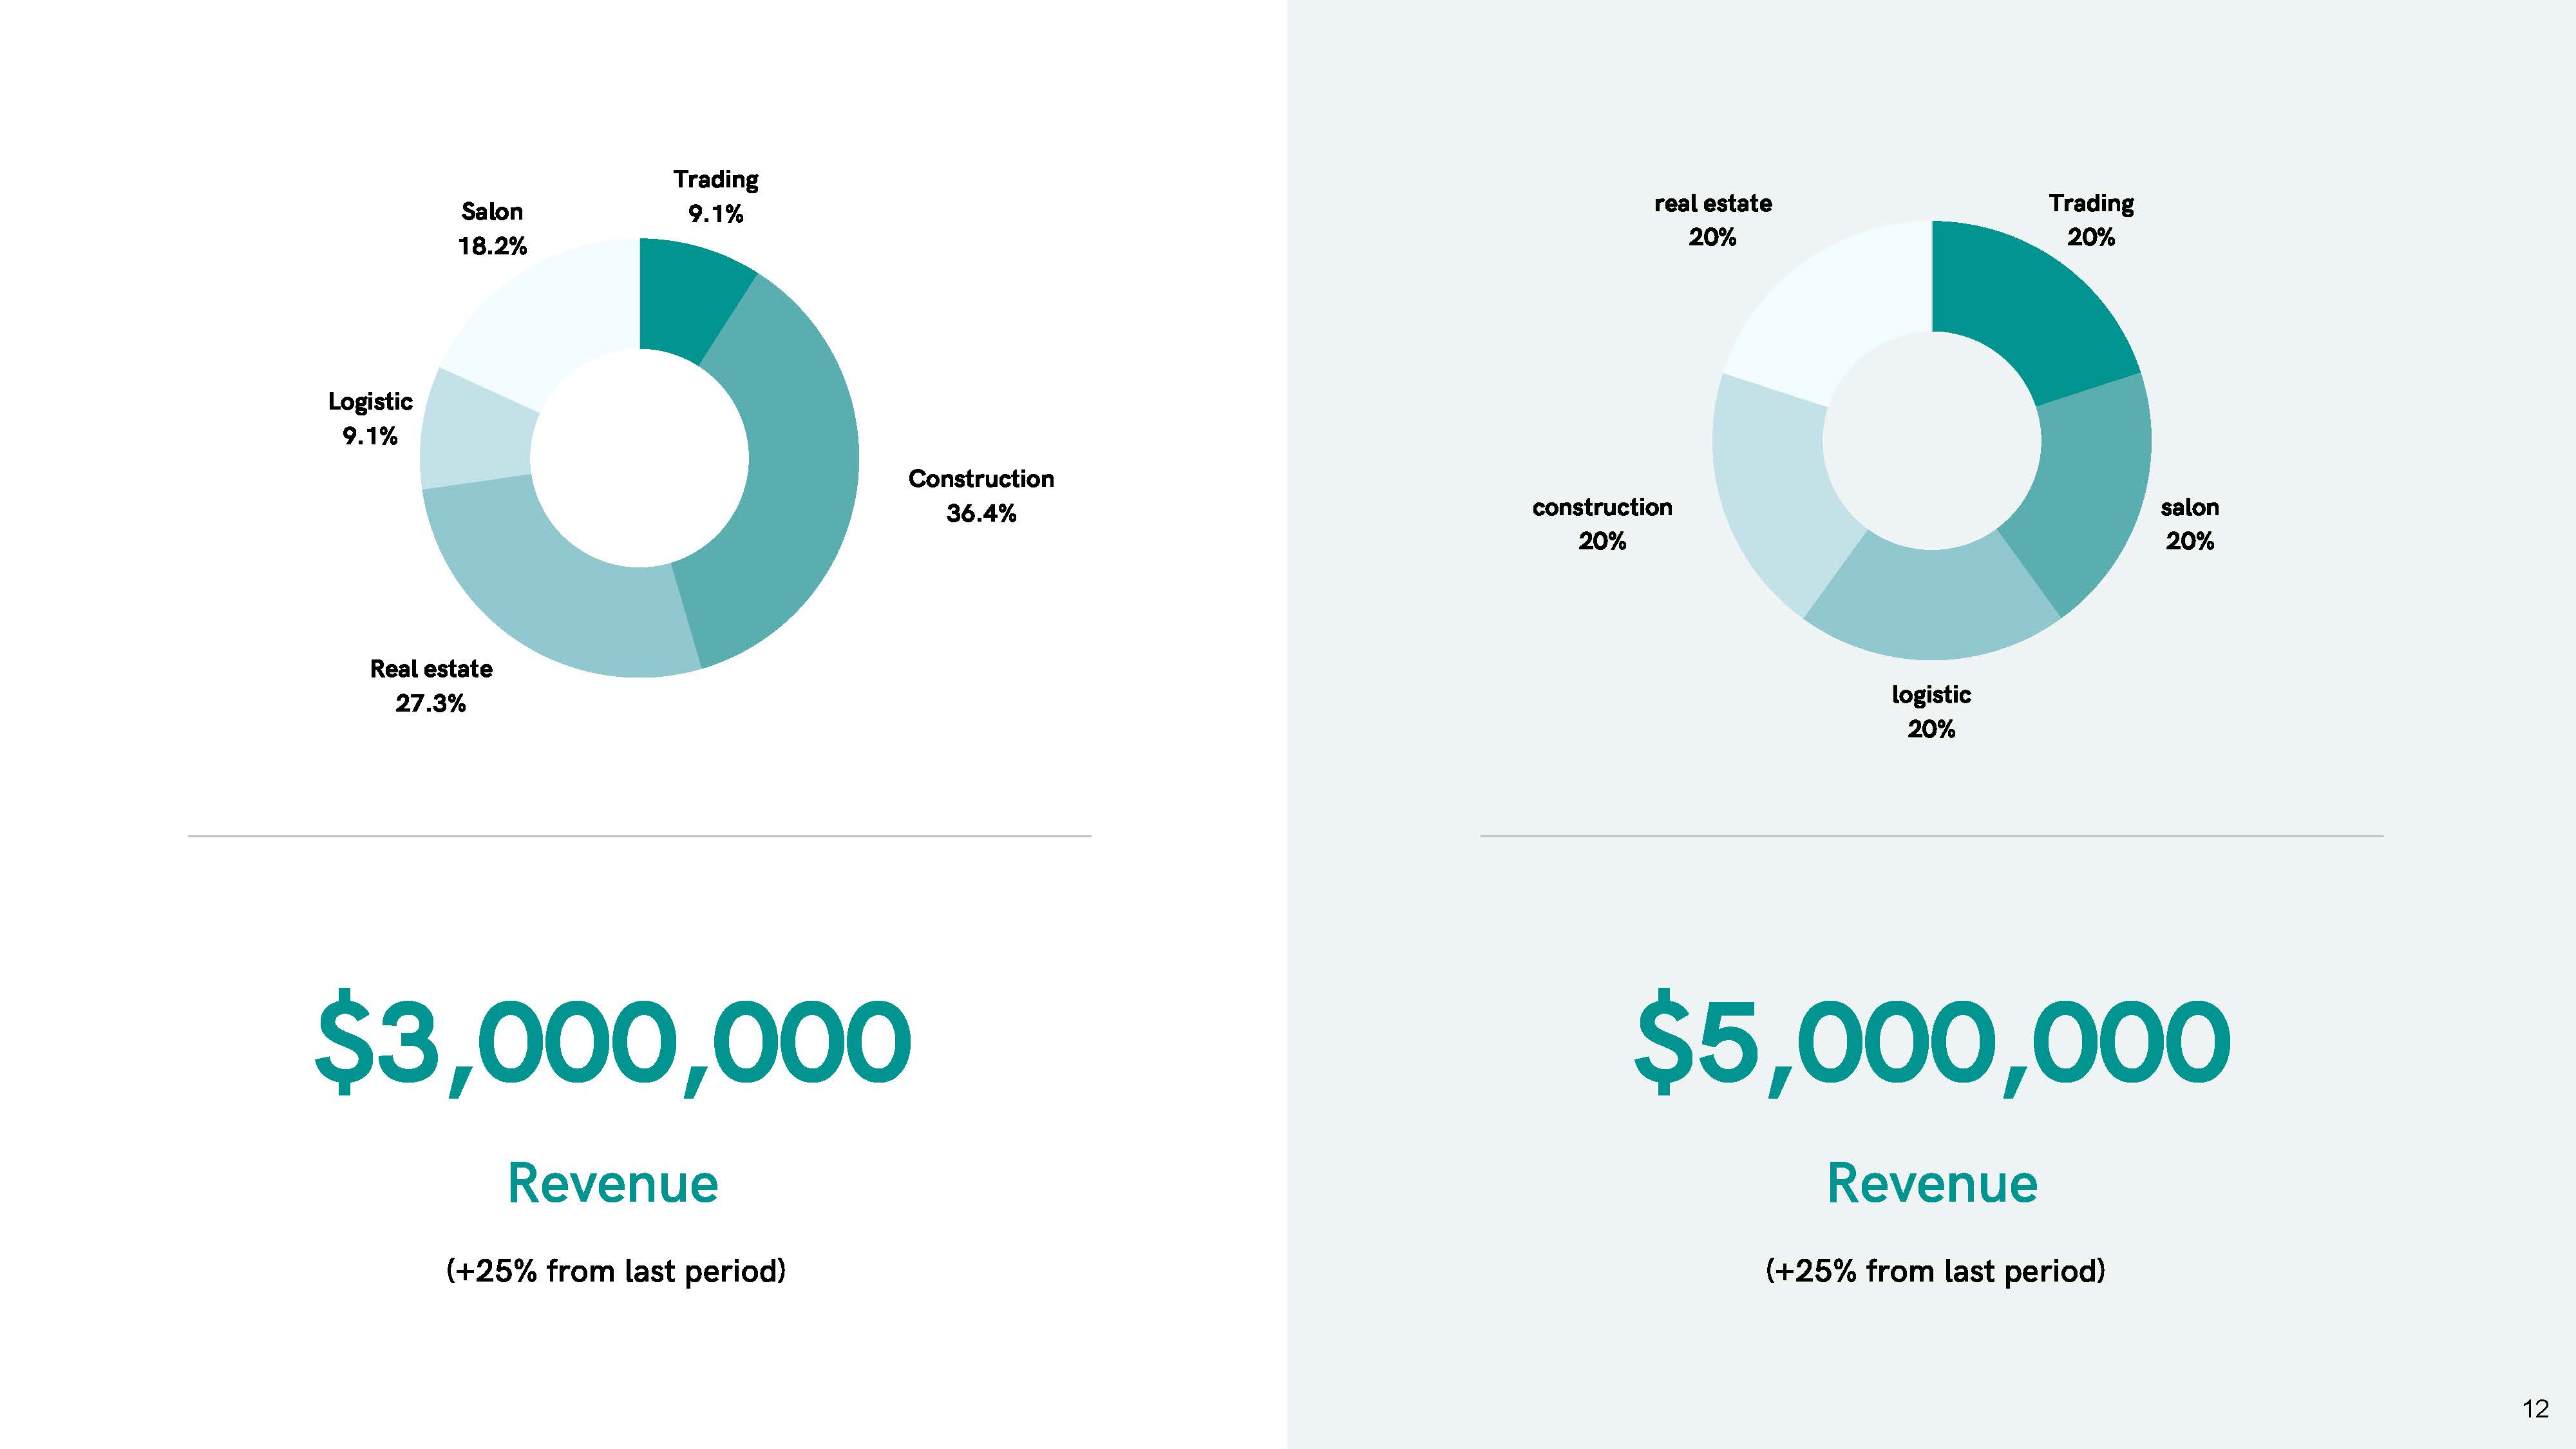 Trading
9.1%
Salon
18.2%
Logistic
9.1%
Construction
36.4%
Real estate
27.3%
$3,000,000
Revenue
(+25% from last period)
real estate
20%
Trading
20%
construction
20%
salon
20%
logistic
20%
$5,000,000
Revenue
(+25% from last period)
12